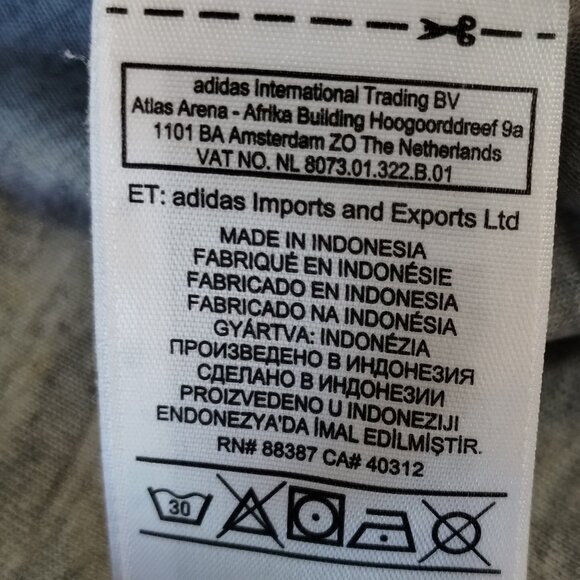 adidas International Trading BV
Atlas Arena - Afrika Building Hoogoorddreef 9a
1101 BA Amsterdam ZO The Netherlands
VAT NO. NL 8073.01.322.B.01
ET: adidas Imports and Exports Ltd
MADE IN INDONESIA
FABRIQUÉ EN INDONÉSIE
FABRICADO EN INDONESIA
FABRICADO NA INDONÉSIA
GYÁRTVA: INDONÉZIA
ПРОИЗВЕДЕНО В ИНДОНЕЗИЯ
СДЕЛАНО В ИНДОНЕЗИИ
PROIZVEDENO U INDONEZIJI
ENDONEZYA'DA İMAL EDİLMİŞTİR.
RN# 88387 CA# 40312
30